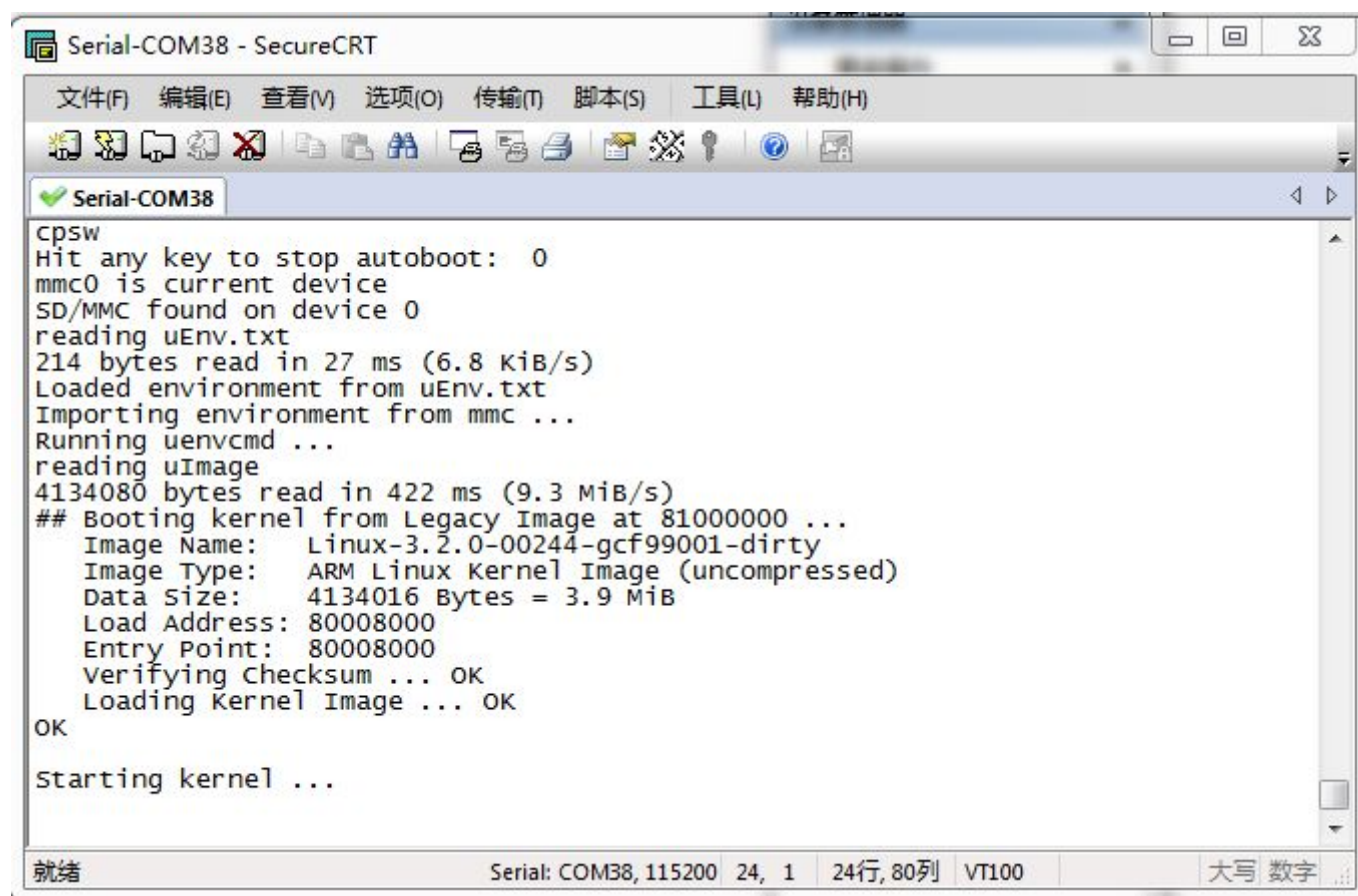 Serial-COM38 - SecureCRT
文件(F) 编辑(E) 查看(V) 选项(O) 传输(T) 脚本(S) 工具(L) 帮助(H)
Serial-COM38
cpsw
Hit any key to stop autoboot:  0
mmc0 is current device
SD/MMC found on device 0
reading uEnv.txt
214 bytes read in 27 ms (6.8 KiB/s)
Loaded environment from uEnv.txt
Importing environment from mmc ...
Running uenvcmd ...
reading uImage
4134080 bytes read in 422 ms (9.3 MiB/s)
## Booting kernel from Legacy Image at 81000000 ...
   Image Name:   Linux-3.2.0-00244-gcf99001-dirty
   Image Type:   ARM Linux Kernel Image (uncompressed)
   Data Size:    4134016 Bytes = 3.9 MiB
   Load Address: 80008000
   Entry Point:  80008000
   Verifying Checksum ... OK
   Loading Kernel Image ... OK
OK
Starting kernel ...
就绪 Serial: COM38, 115200 24, 1 24行, 80列 VT100 大写 数字